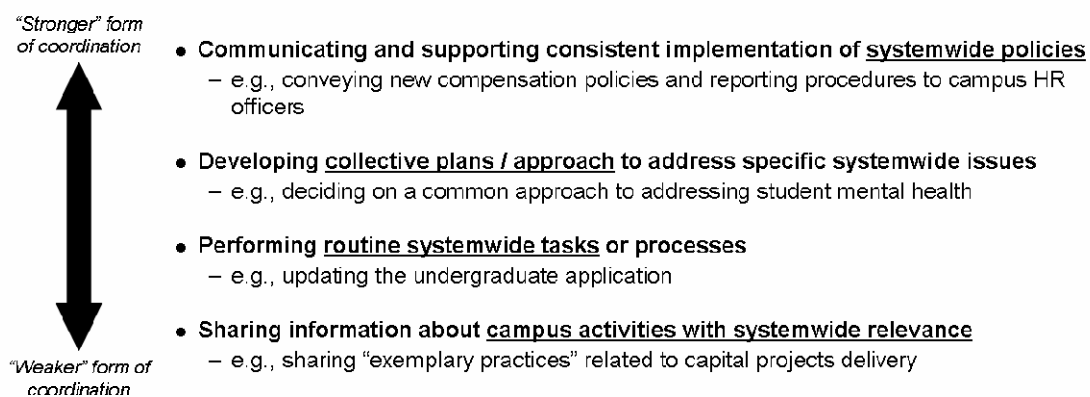 “Stronger” form
of coordination
• Communicating and supporting consistent implementation of systemwide policies
– e.g., conveying new compensation policies and reporting procedures to campus HR
officers
• Developing collective plans / approach to address specific systemwide issues
– e.g., deciding on a common approach to addressing student mental health
• Performing routine systemwide tasks or processes
– e.g., updating the undergraduate application
• Sharing information about campus activities with systemwide relevance
– e.g., sharing “exemplary practices” related to capital projects delivery
“Weaker” form of
coordination